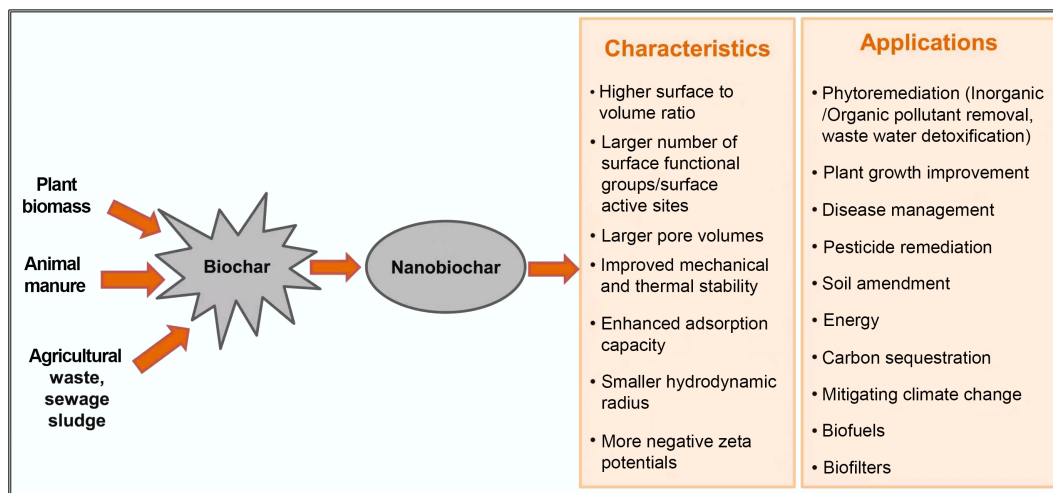 Plant
biomass
Animal
manure
Agricultural
waste,
sewage
sludge
Biochar
Nanobiochar
Characteristics
• Higher surface to
volume ratio
• Larger number of
surface functional
groups/surface
active sites
• Larger pore volumes
• Improved mechanical
and thermal stability
• Enhanced adsorption
capacity
• Smaller hydrodynamic
radius
• More negative zeta
potentials
Applications
• Phytoremediation (Inorganic
/Organic pollutant removal,
waste water detoxification)
• Plant growth improvement
• Disease management
• Pesticide remediation
• Soil amendment
• Energy
• Carbon sequestration
• Mitigating climate change
• Biofuels
• Biofilters